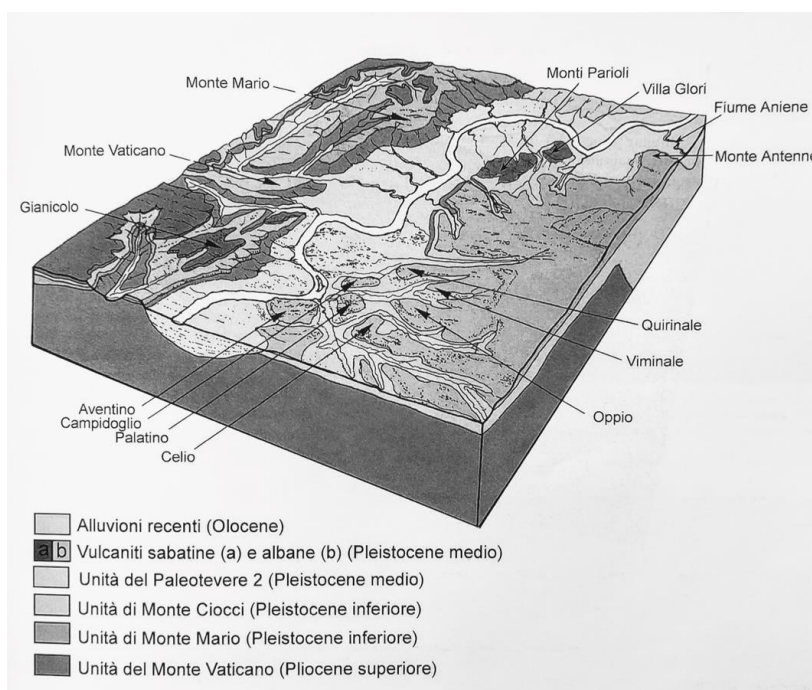 Monti Parioli
Monte Mario
Villa Glori
Fiume Aniene
Monte Vaticano
Monte Antenne
Gianicolo
Quirinale
Viminale
Aventino
Campidoglio
Palatino
Oppio
Celio
Alluvioni recenti (Olocene)
a b Vulcaniti sabatine (a) e albane (b) (Pleistocene medio)
Unità del Paleotevere 2 (Pleistocene medio)
Unità di Monte Ciocci (Pleistocene inferiore)
Unità di Monte Mario (Pleistocene inferiore)
Unità del Monte Vaticano (Pliocene superiore)